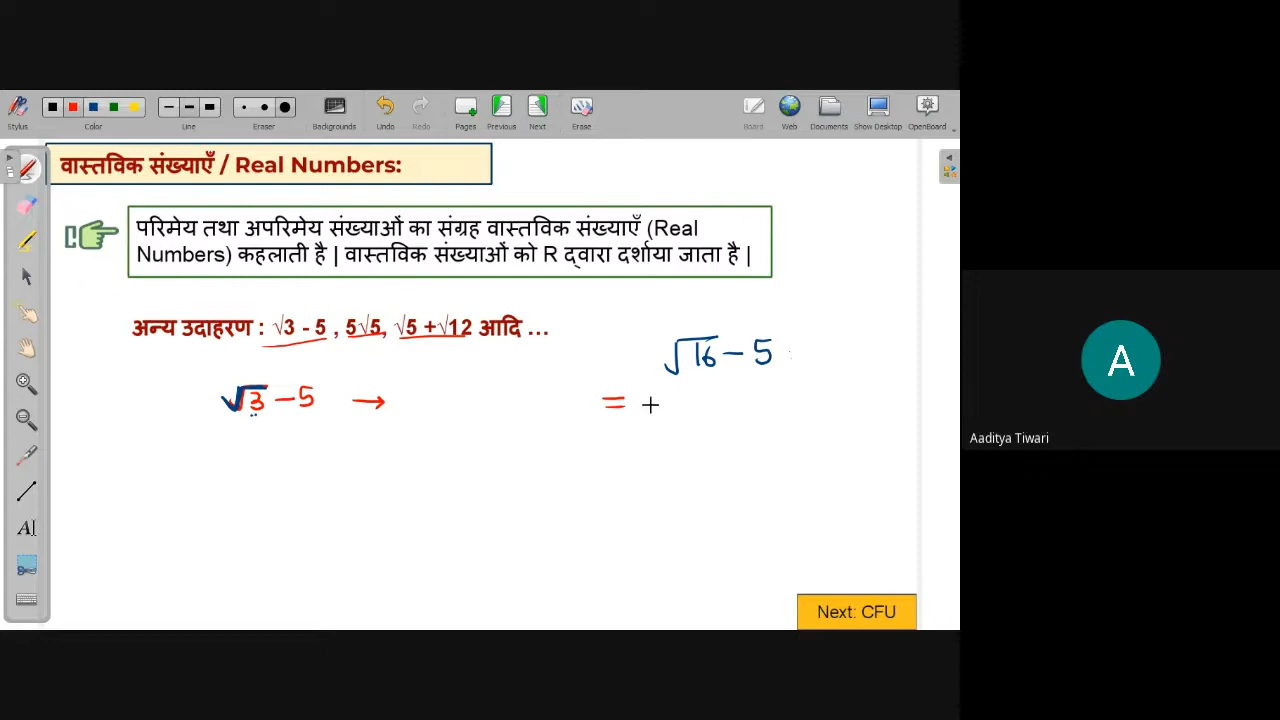 Stylus Color Line Eraser Backgrounds Undo Redo Pages Previous Next Erase Board Web Documents Show Desktop OpenBoard
वास्तविक संख्याएँ / Real Numbers:
परिमेय तथा अपरिमेय संख्याओं का संग्रह वास्तविक संख्याएँ (Real
Numbers) कहलाती है | वास्तविक संख्याओं को R द्वारा दर्शाया जाता है |
अन्य उदाहरण : √3 - 5 , 5√5, √5 +√12 आदि ...
√16 - 5
√3 - 5 → =
A
Aaditya Tiwari
AI
Next: CFU